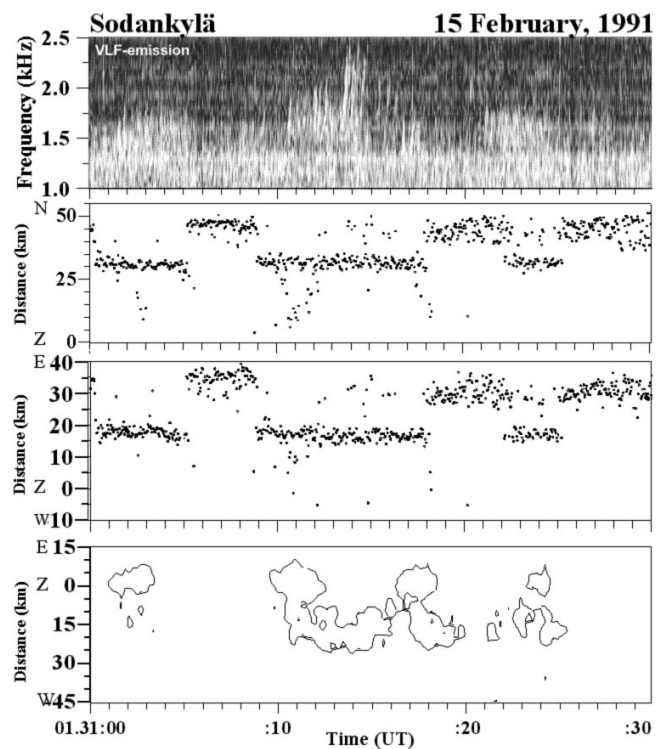 Sodankylä 15 February, 1991
VLF-emission
Frequency (kHz)
2.5
2.0
1.5
1.0
N
Distance (km)
50
25
0
Z
E
Distance (km)
40
30
20
10
0
10
Z
W
E
Distance (km)
15
0
15
30
45
Z
W
01.31:00 :10 :20 :30
Time (UT)